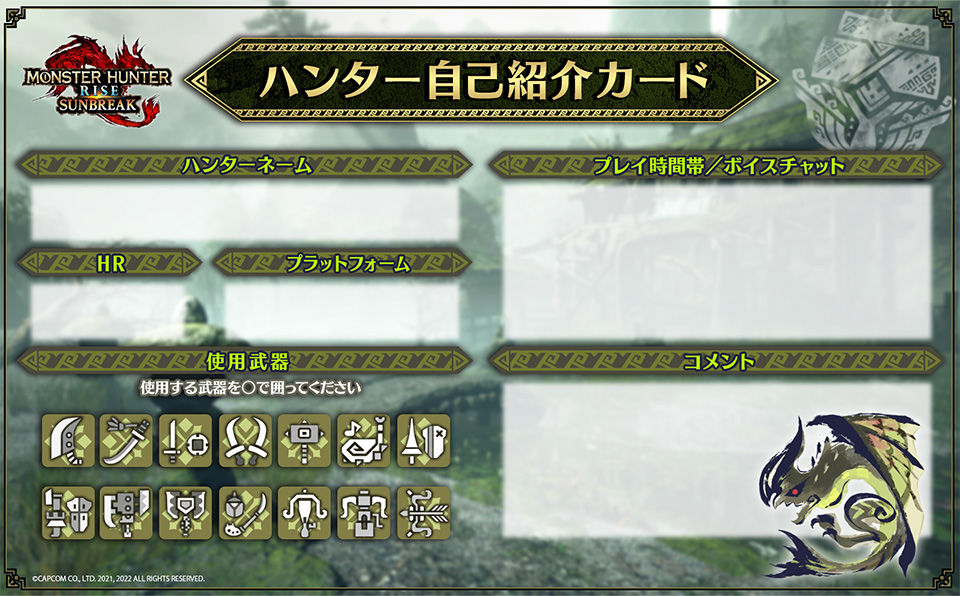 MONSTER HUNTER
RISE
SUNBREAK
ハンター自己紹介カード
ハンターネーム
プレイ時間帯／ボイスチャット
HR
プラットフォーム
使用武器
使用する武器を〇で囲ってください
コメント
©CAPCOM CO., LTD. 2021, 2022 ALL RIGHTS RESERVED.